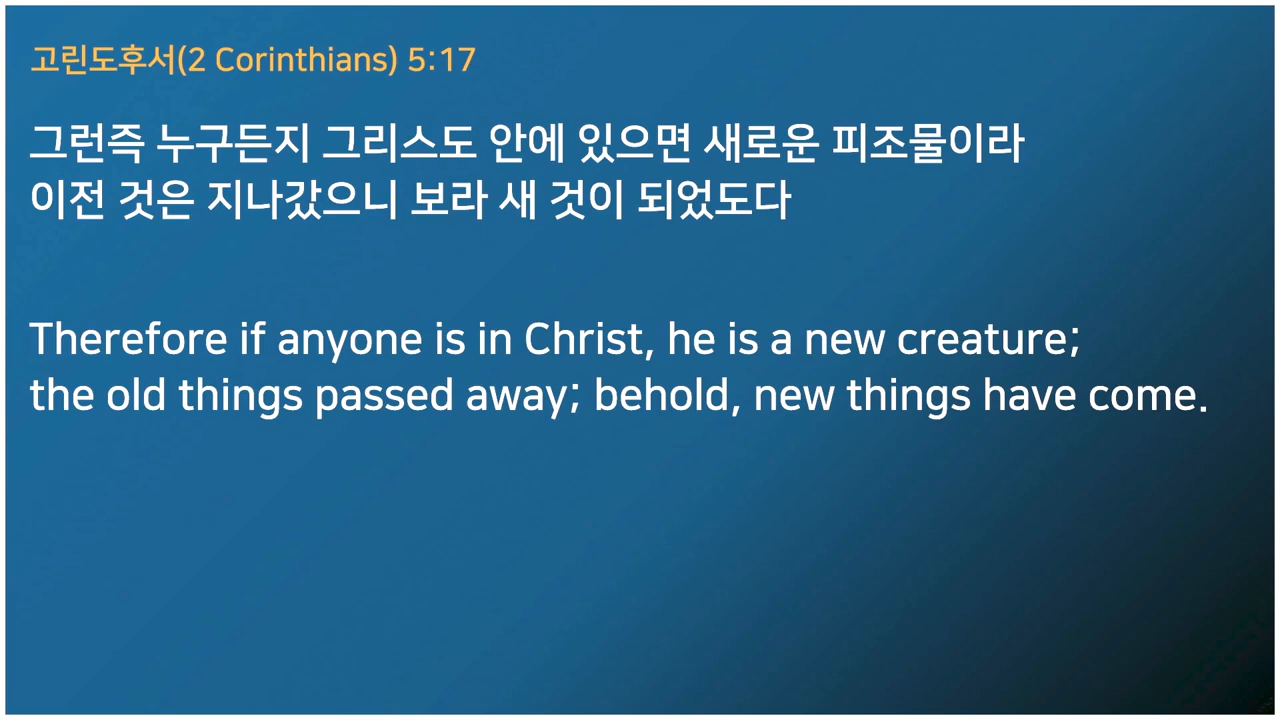 고린도후서(2 Corinthians) 5:17
그런즉 누구든지 그리스도 안에 있으면 새로운 피조물이라
이전 것은 지나갔으니 보라 새 것이 되었도다
Therefore if anyone is in Christ, he is a new creature;
the old things passed away; behold, new things have come.